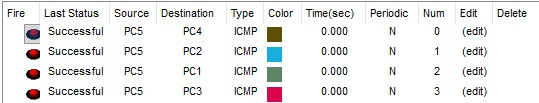 Fire Last Status Source Destination Type Color Time(sec) Periodic Num Edit Delete
Successful PC5 PC4 ICMP 0.000 N 0 (edit)
Successful PC5 PC2 ICMP 0.000 N 1 (edit)
Successful PC5 PC1 ICMP 0.000 N 2 (edit)
Successful PC5 PC3 ICMP 0.000 N 3 (edit)